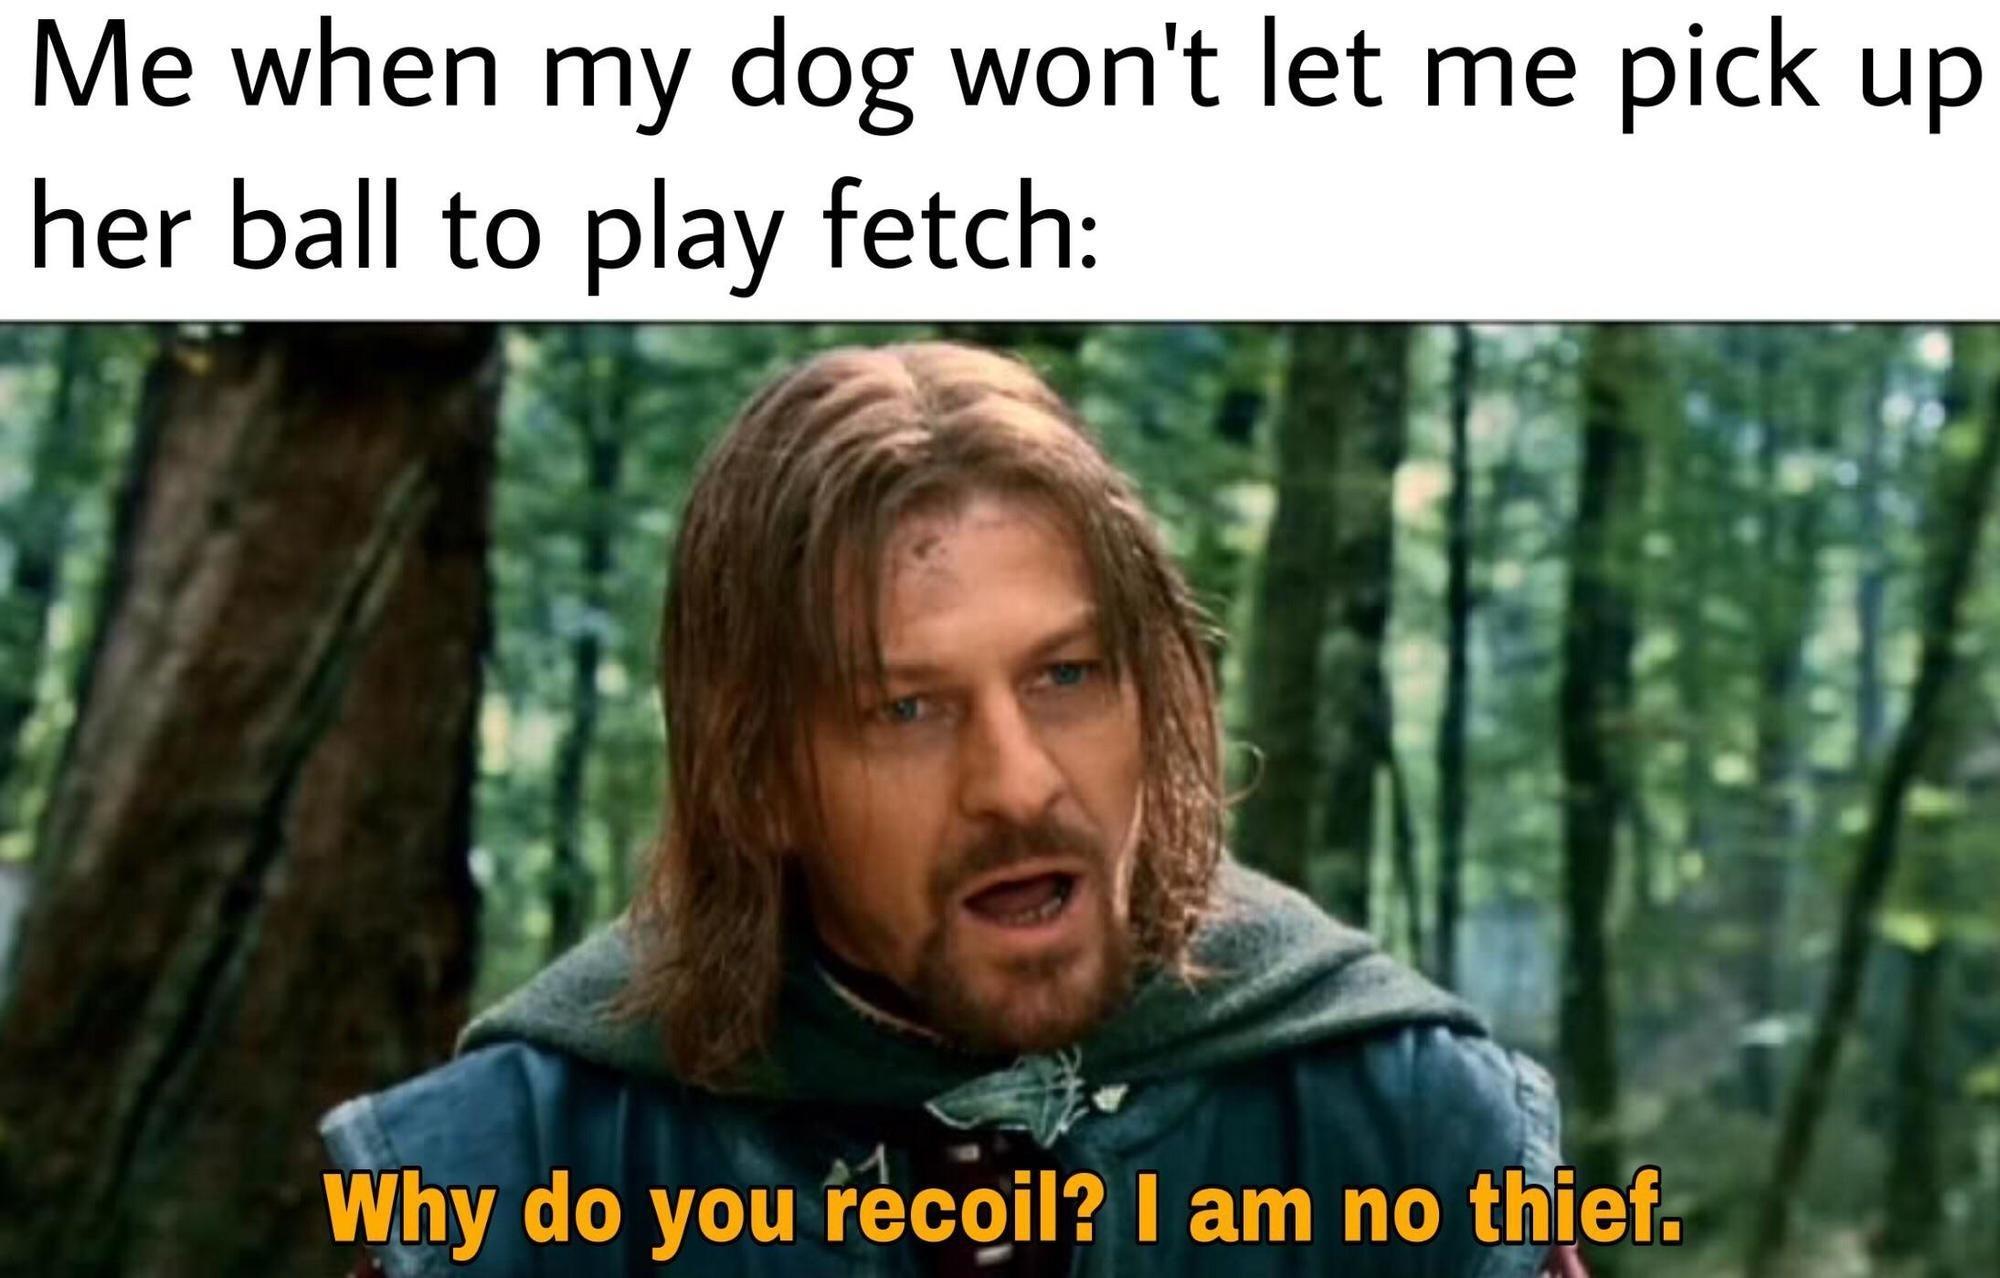 Me when my dog won't let me pick up
her ball to play fetch:
Why do you recoil? I am no thief.